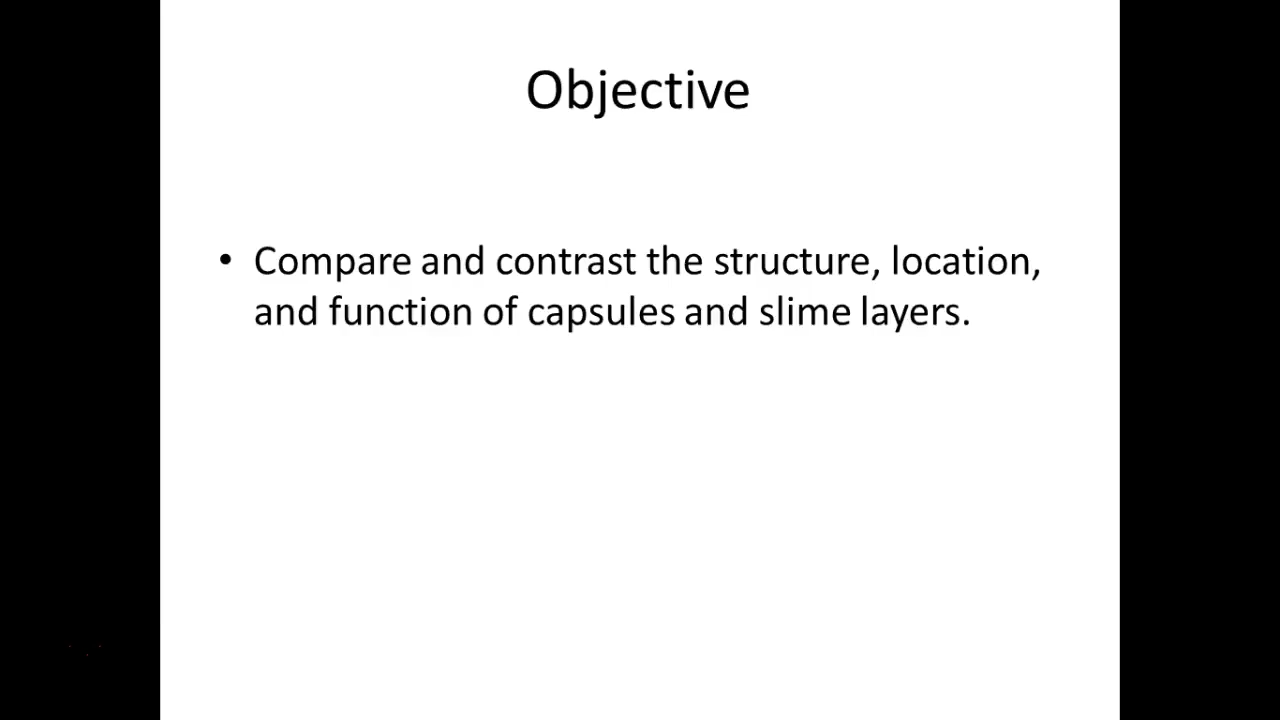 Objective
• Compare and contrast the structure, location,
and function of capsules and slime layers.